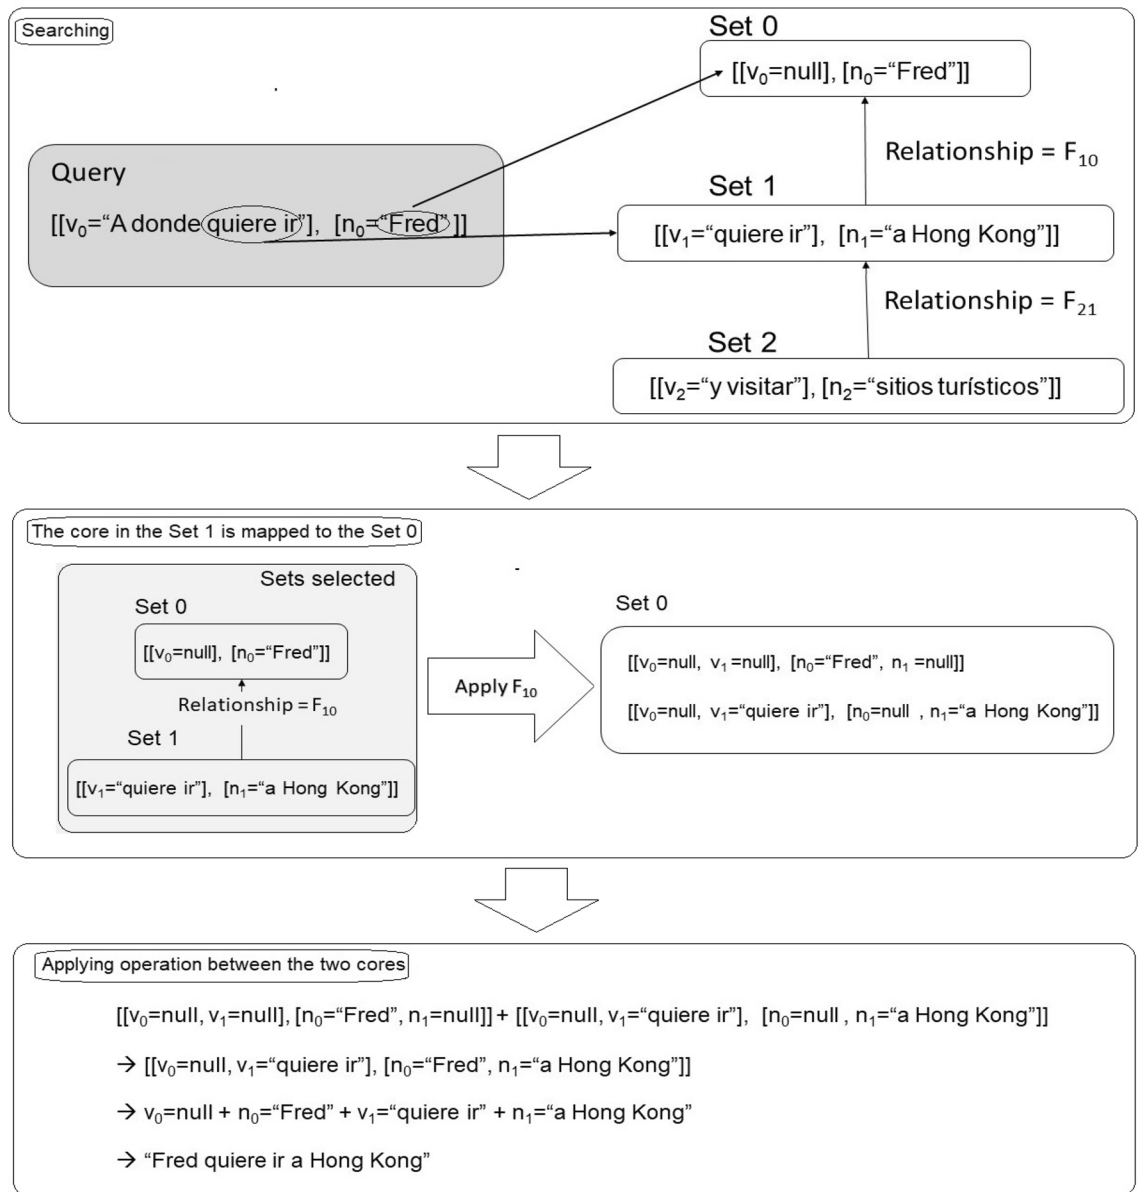 Searching
Set 0
[[v₀=null], [n₀=“Fred”]]
Relationship = F₁₀
Query
[[v₀=“A donde quiere ir”], [n₀=“Fred” ]]
Set 1
[[v₁=“quiere ir”], [n₁=“a Hong Kong”]]
Relationship = F₂₁
Set 2
[[v₂=“y visitar”], [n₂=“sitios turísticos”]]
The core in the Set 1 is mapped to the Set 0
Sets selected
Set 0
[[v₀=null], [n₀=“Fred”]]
Relationship = F₁₀
Set 1
[[v₁=“quiere ir”], [n₁=“a Hong Kong”]]
Apply F₁₀
Set 0
[[v₀=null, v₁=null], [n₀=“Fred”, n₁ =null]]
[[v₀=null, v₁=“quiere ir”], [n₀=null , n₁=“a Hong Kong”]]
Applying operation between the two cores
[[v₀=null, v₁=null], [n₀=“Fred”, n₁=null]] + [[v₀=null, v₁=“quiere ir”], [n₀=null , n₁=“a Hong Kong”]]
→ [[v₀=null, v₁=“quiere ir”], [n₀=“Fred”, n₁=“a Hong Kong”]]
→ v₀=null + n₀=“Fred” + v₁=“quiere ir” + n₁=“a Hong Kong”
→ “Fred quiere ir a Hong Kong”